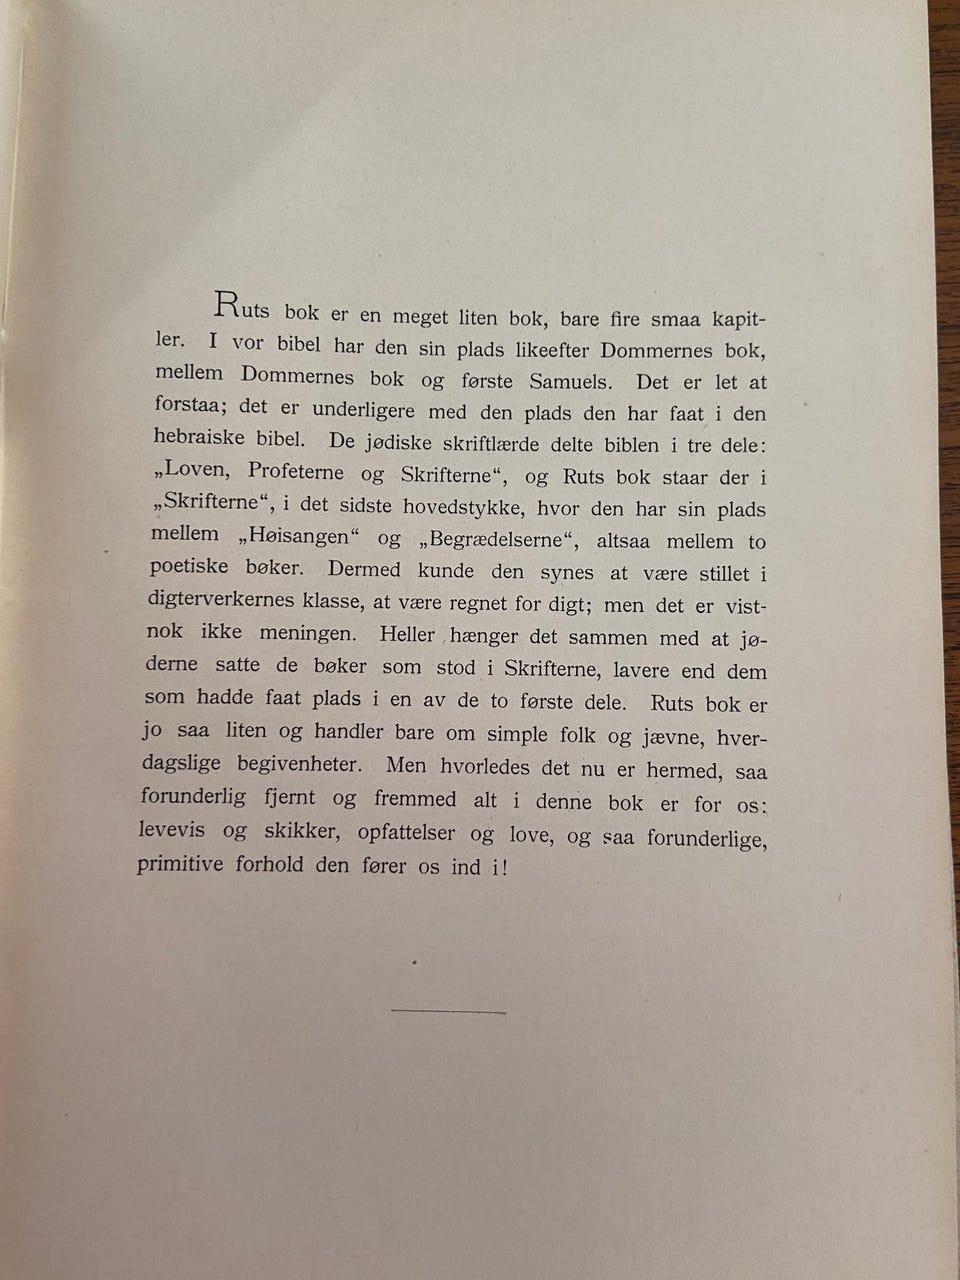 Ruts bok er en meget liten bok, bare fire smaa kapit-
ler. I vor bibel har den sin plads likeefter Dommernes bok,
mellem Dommernes bok og første Samuels. Det er let at
forstaa; det er underligere med den plads den har faat i den
hebraiske bibel. De jødiske skriftlærde delte biblen i tre dele:
„Loven, Profeterne og Skrifterne“, og Ruts bok staar der i
„Skrifterne“, i det sidste hovedstykke, hvor den har sin plads
mellem „Høisangen“ og „Begrædelserne“, altsaa mellem to
poetiske bøker. Dermed kunde den synes at være stillet i
digterverkernes klasse, at være regnet for digt; men det er vist-
nok ikke meningen. Heller hænger det sammen med at jø-
derne satte de bøker som stod i Skrifterne, lavere end dem
som hadde faat plads i en av de to første dele. Ruts bok er
jo saa liten og handler bare om simple folk og jævne, hver-
dagslige begivenheter. Men hvorledes det nu er hermed, saa
forunderlig fjernt og fremmed alt i denne bok er for os:
levevis og skikker, opfattelser og love, og saa forunderlige,
primitive forhold den fører os ind i!